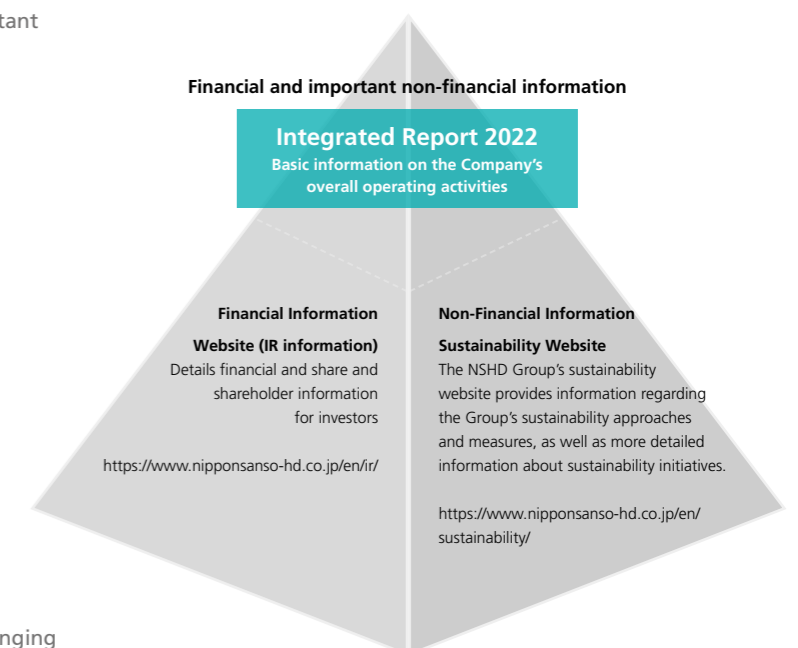 tant
Financial and important non-financial information
Integrated Report 2022
Basic information on the Company's
overall operating activities
Financial Information
Website (IR information)
Details financial and share and
shareholder information
for investors
https://www.nipponsanso-hd.co.jp/en/ir/
Non-Financial Information
Sustainability Website
The NSHD Group's sustainability
website provides information regarding
the Group's sustainability approaches
and measures, as well as more detailed
information about sustainability initiatives.
https://www.nipponsanso-hd.co.jp/en/
sustainability/
nging